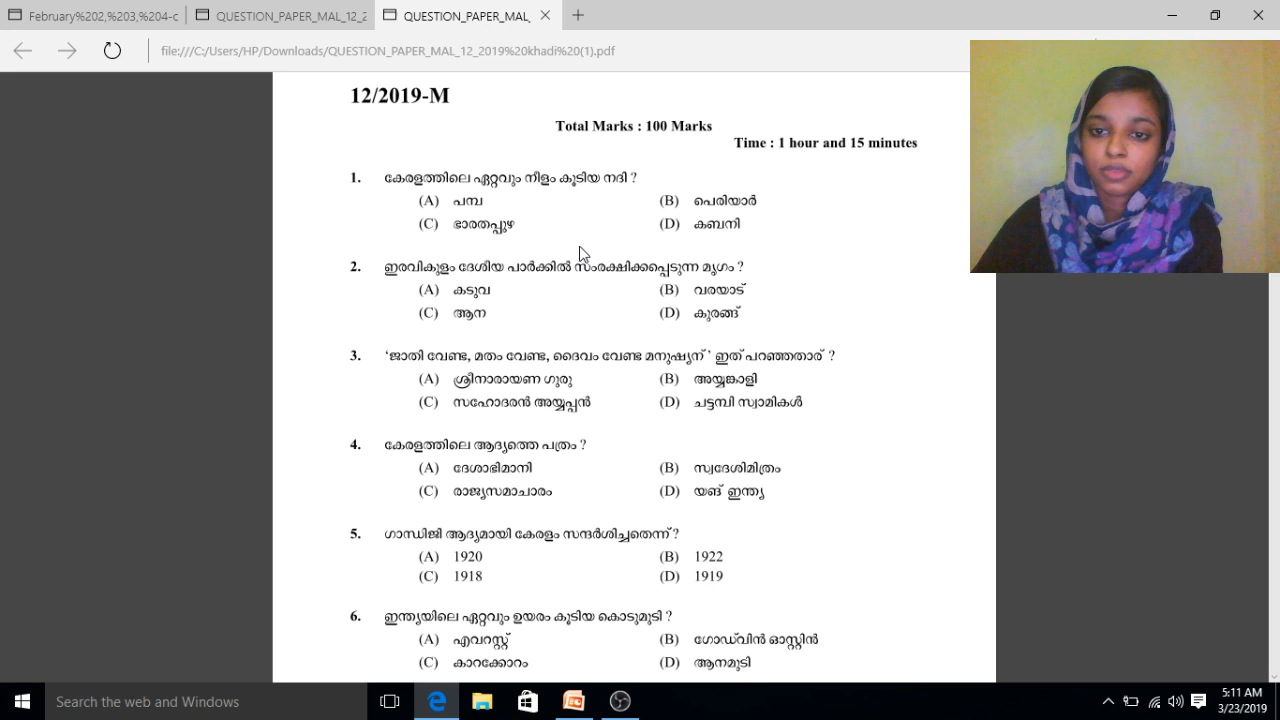 February%202,%203,%204-c
QUESTION_PAPER_MAL_12_2
QUESTION_PAPER_MAL_
file:///C:/Users/HP/Downloads/QUESTION_PAPER_MAL_12_2019%20khadi%20(1).pdf
12/2019-M
Total Marks : 100 Marks
Time : 1 hour and 15 minutes
1. കേരളത്തിലെ ഏറ്റവും നീളം കൂടിയ നദി ?
(A) പമ്പ (B) പെരിയാർ
(C) ഭാരതപ്പുഴ (D) കബനി
2. ഇരവികുളം ദേശിയ പാർക്കിൽ സംരക്ഷിക്കപ്പെടുന്ന മൃഗം ?
(A) കടുവ (B) വരയാട്
(C) ആന (D) കുരങ്ങ്
3. ‘ജാതി വേണ്ട, മതം വേണ്ട, ദൈവം വേണ്ട മനുഷ്യന് ’ ഇത് പറഞ്ഞതാര് ?
(A) ശ്രീനാരായണ ഗുരു (B) അയ്യങ്കാളി
(C) സഹോദരൻ അയ്യപ്പൻ (D) ചട്ടമ്പി സ്വാമികൾ
4. കേരളത്തിലെ ആദ്യത്തെ പത്രം ?
(A) ദേശാഭിമാനി (B) സ്വദേശിമിത്രം
(C) രാജ്യസമാചാരം (D) യങ് ഇന്ത്യ
5. ഗാന്ധിജി ആദ്യമായി കേരളം സന്ദർശിച്ചതെന്ന് ?
(A) 1920 (B) 1922
(C) 1918 (D) 1919
6. ഇന്ത്യയിലെ ഏറ്റവും ഉയരം കൂടിയ കൊടുമുടി ?
(A) എവറസ്റ്റ് (B) ഗോഡ്‌വിൻ ഓസ്റ്റിൻ
(C) കാറക്കോറം (D) ആനമുടി
Search the web and Windows
5:11 AM
3/23/2019